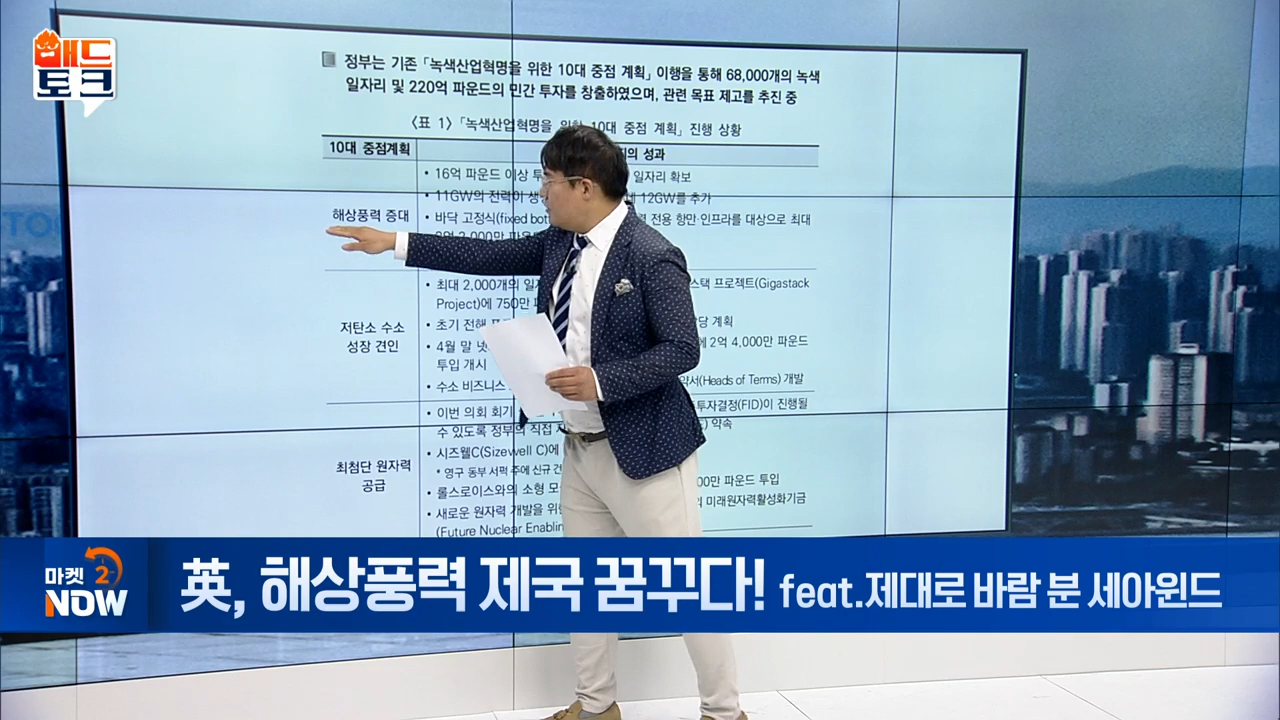 배드
토크
정부는 기존 「녹색산업혁명을 위한 10대 중점 계획」 이행을 통해 68,000개의 녹색
일자리 및 220억 파운드의 민간 투자를 창출하였으며, 관련 목표 제고를 추진 중
〈표 1〉 「녹색산업혁명을 위한 10대 중점 계획」 진행 상황
10대 중점계획 의 성과
• 16억 파운드 이상 일자리 확보
• 11GW의 전력이 12GW를 추가
해상풍력 증대
• 바닥 고정식(fixed 전용 항만·인프라를 대상으로 최대
• 최대 2,000개의 프로젝트(Gigastack
Project)에 750만
저탄소 수소
성장 견인
• 초기 전해 계획
• 4월 말 2억 4,000만 파운드
투입 개시
• 수소 비즈니스 (Heads of Terms) 개발
• 이번 의회 회기 투자결정(FID)이 진행될
수 있도록 정부의 직접 약속
최첨단 원자력
공급
• 시즈웰C(Sizewell C)에
* 영구 동부 서퍽 주에 신규
• 롤스로이스와의 소형 00만 파운드 투입
• 새로운 원자력 개발을 미래원자력활성화기금
(Future Nuclear
마켓 2
NOW
英, 해상풍력 제국 꿈꾸다! feat.제대로 바람 분 세아윈드